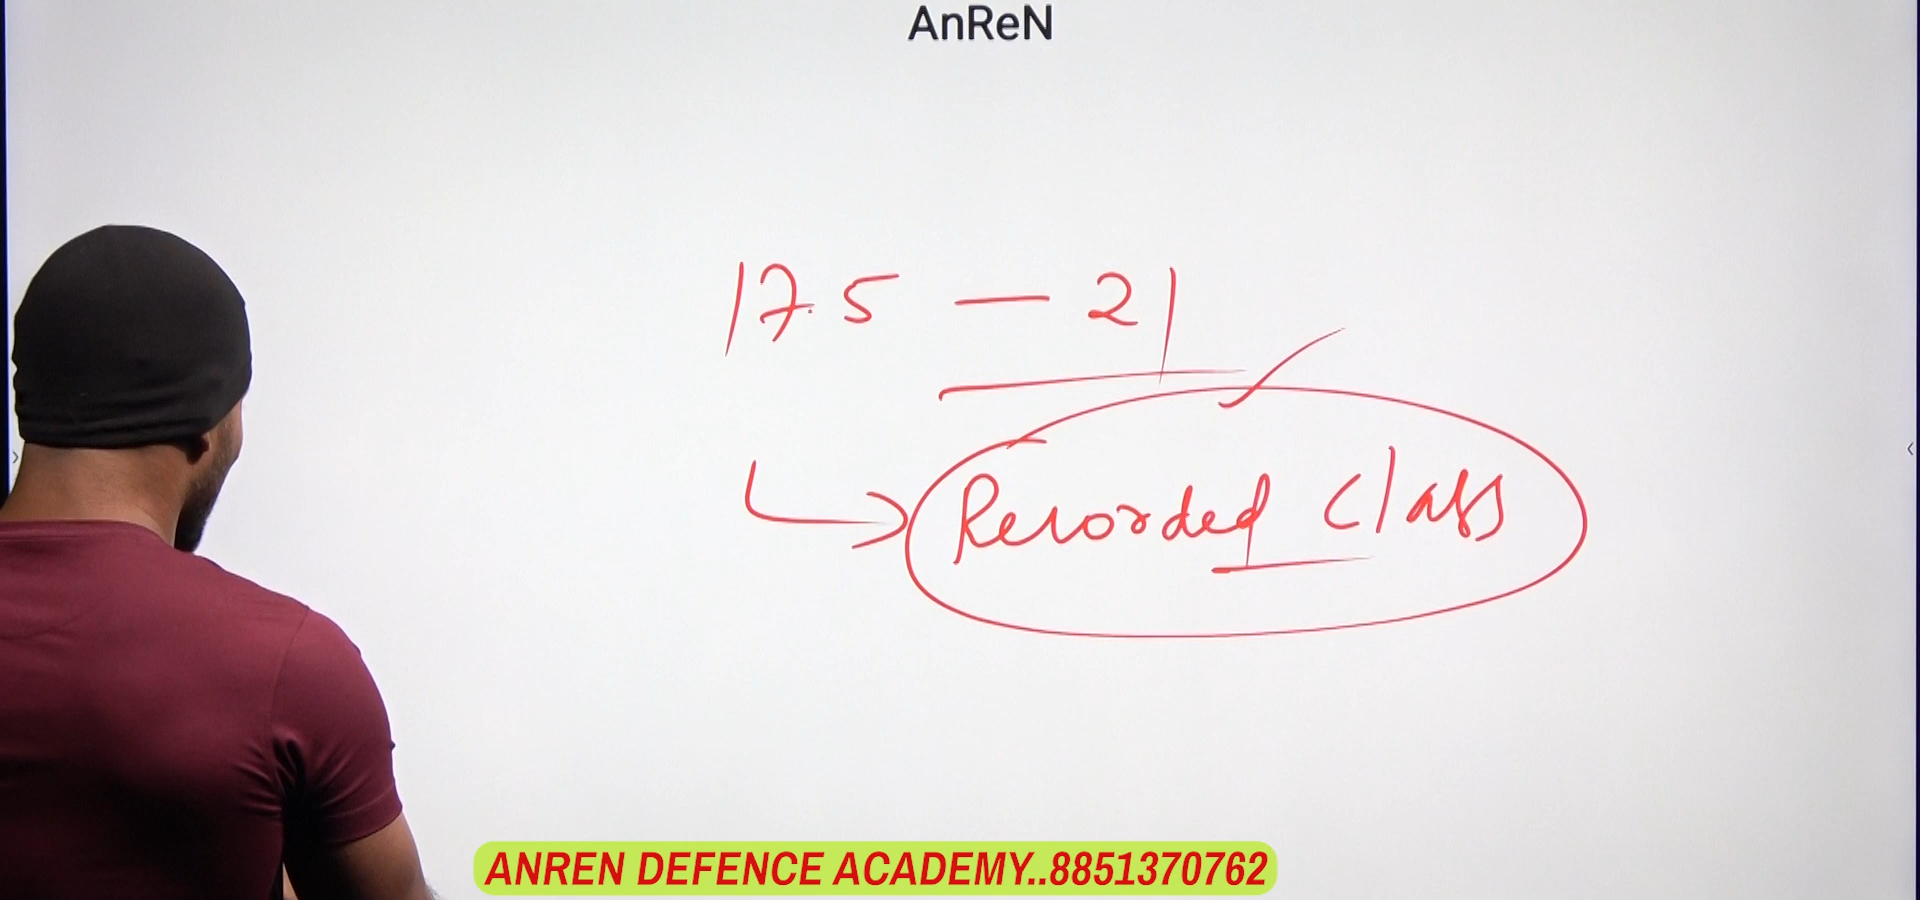 AnReN
17.5 — 21
Recorded class
ANREN DEFENCE ACADEMY..8851370762